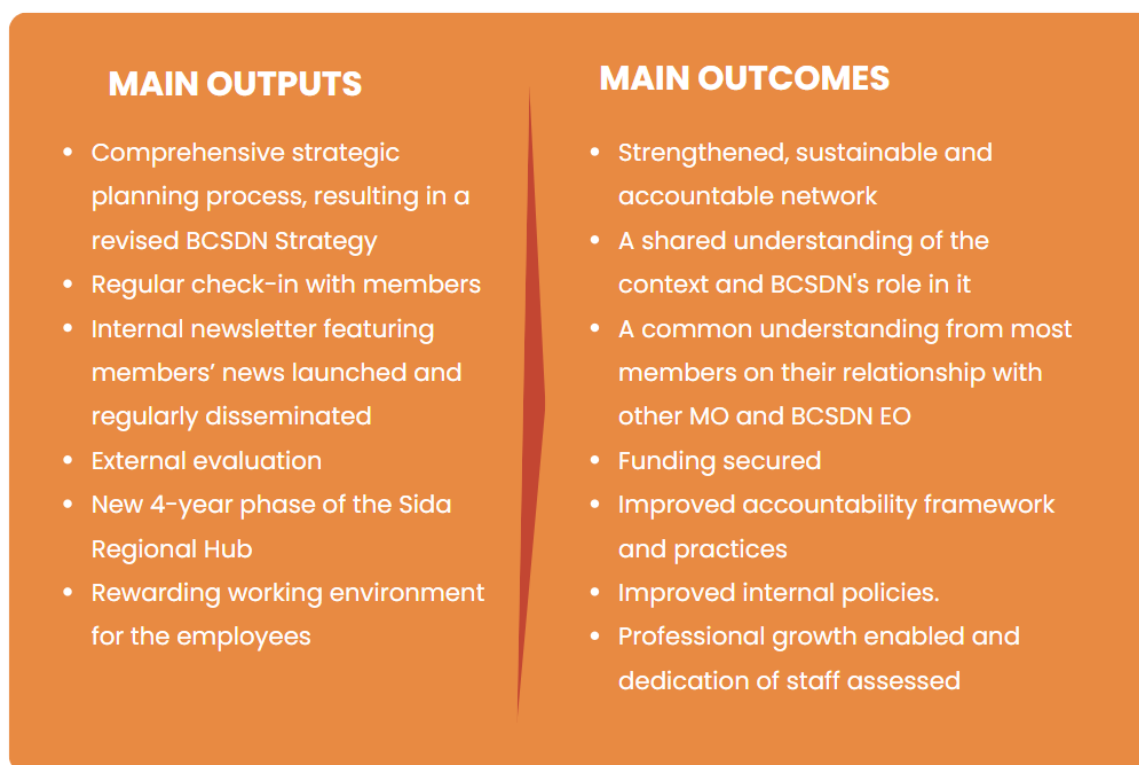 MAIN OUTPUTS
• Comprehensive strategic
planning process, resulting in a
revised BCSDN Strategy
• Regular check-in with members
• Internal newsletter featuring
members’ news launched and
regularly disseminated
• External evaluation
• New 4-year phase of the Sida
Regional Hub
• Rewarding working environment
for the employees
MAIN OUTCOMES
• Strengthened, sustainable and
accountable network
• A shared understanding of the
context and BCSDN's role in it
• A common understanding from most
members on their relationship with
other MO and BCSDN EO
• Funding secured
• Improved accountability framework
and practices
• Improved internal policies.
• Professional growth enabled and
dedication of staff assessed